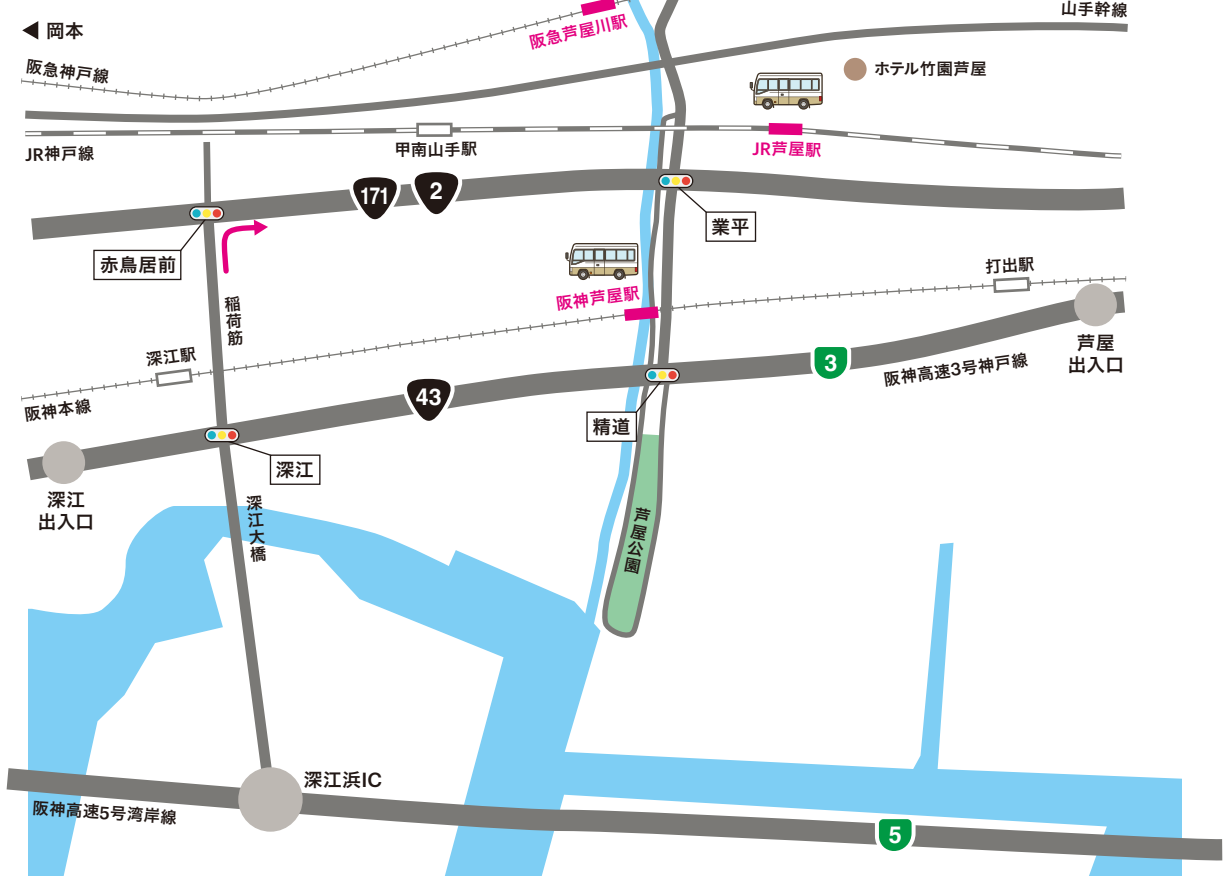 山手幹線
◀ 岡本
阪急芦屋川駅
阪急神戸線
ホテル竹園芦屋
JR神戸線
甲南山手駅
JR芦屋駅
171
2
業平
赤鳥居前
打出駅
阪神芦屋駅
稲荷筋
芦屋
出入口
深江駅
3
阪神高速3号神戸線
43
阪神本線
精道
深江
深江
出入口
深江大橋
芦屋公園
深江浜IC
阪神高速5号湾岸線
5